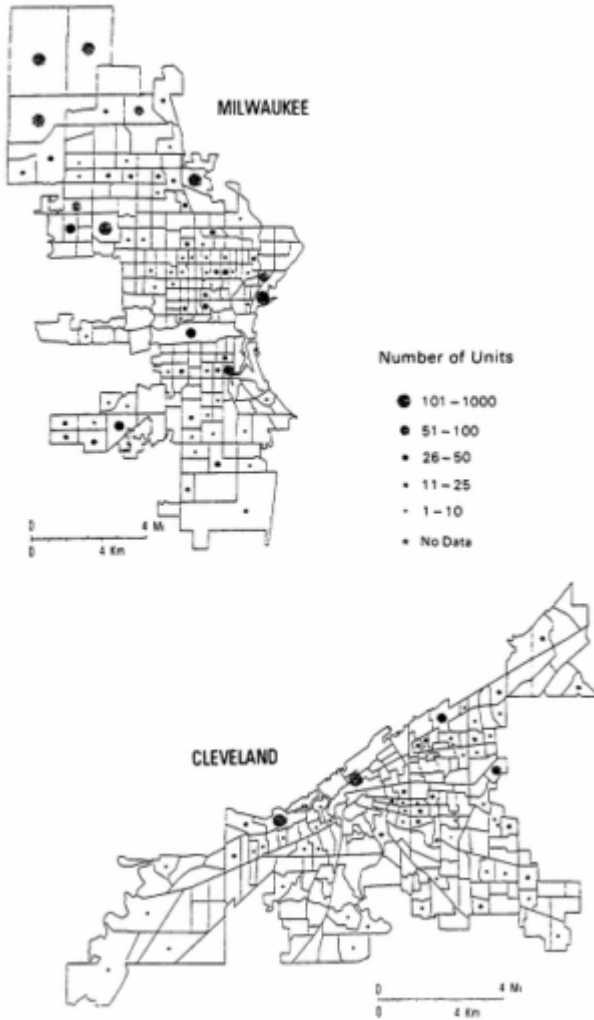 MILWAUKEE
Number of Units
101 – 1000
51 – 100
26 – 50
11 – 25
1 – 10
No Data
0 4 Mi
0 4 Km
CLEVELAND
0 4 Mi
0 4 Km